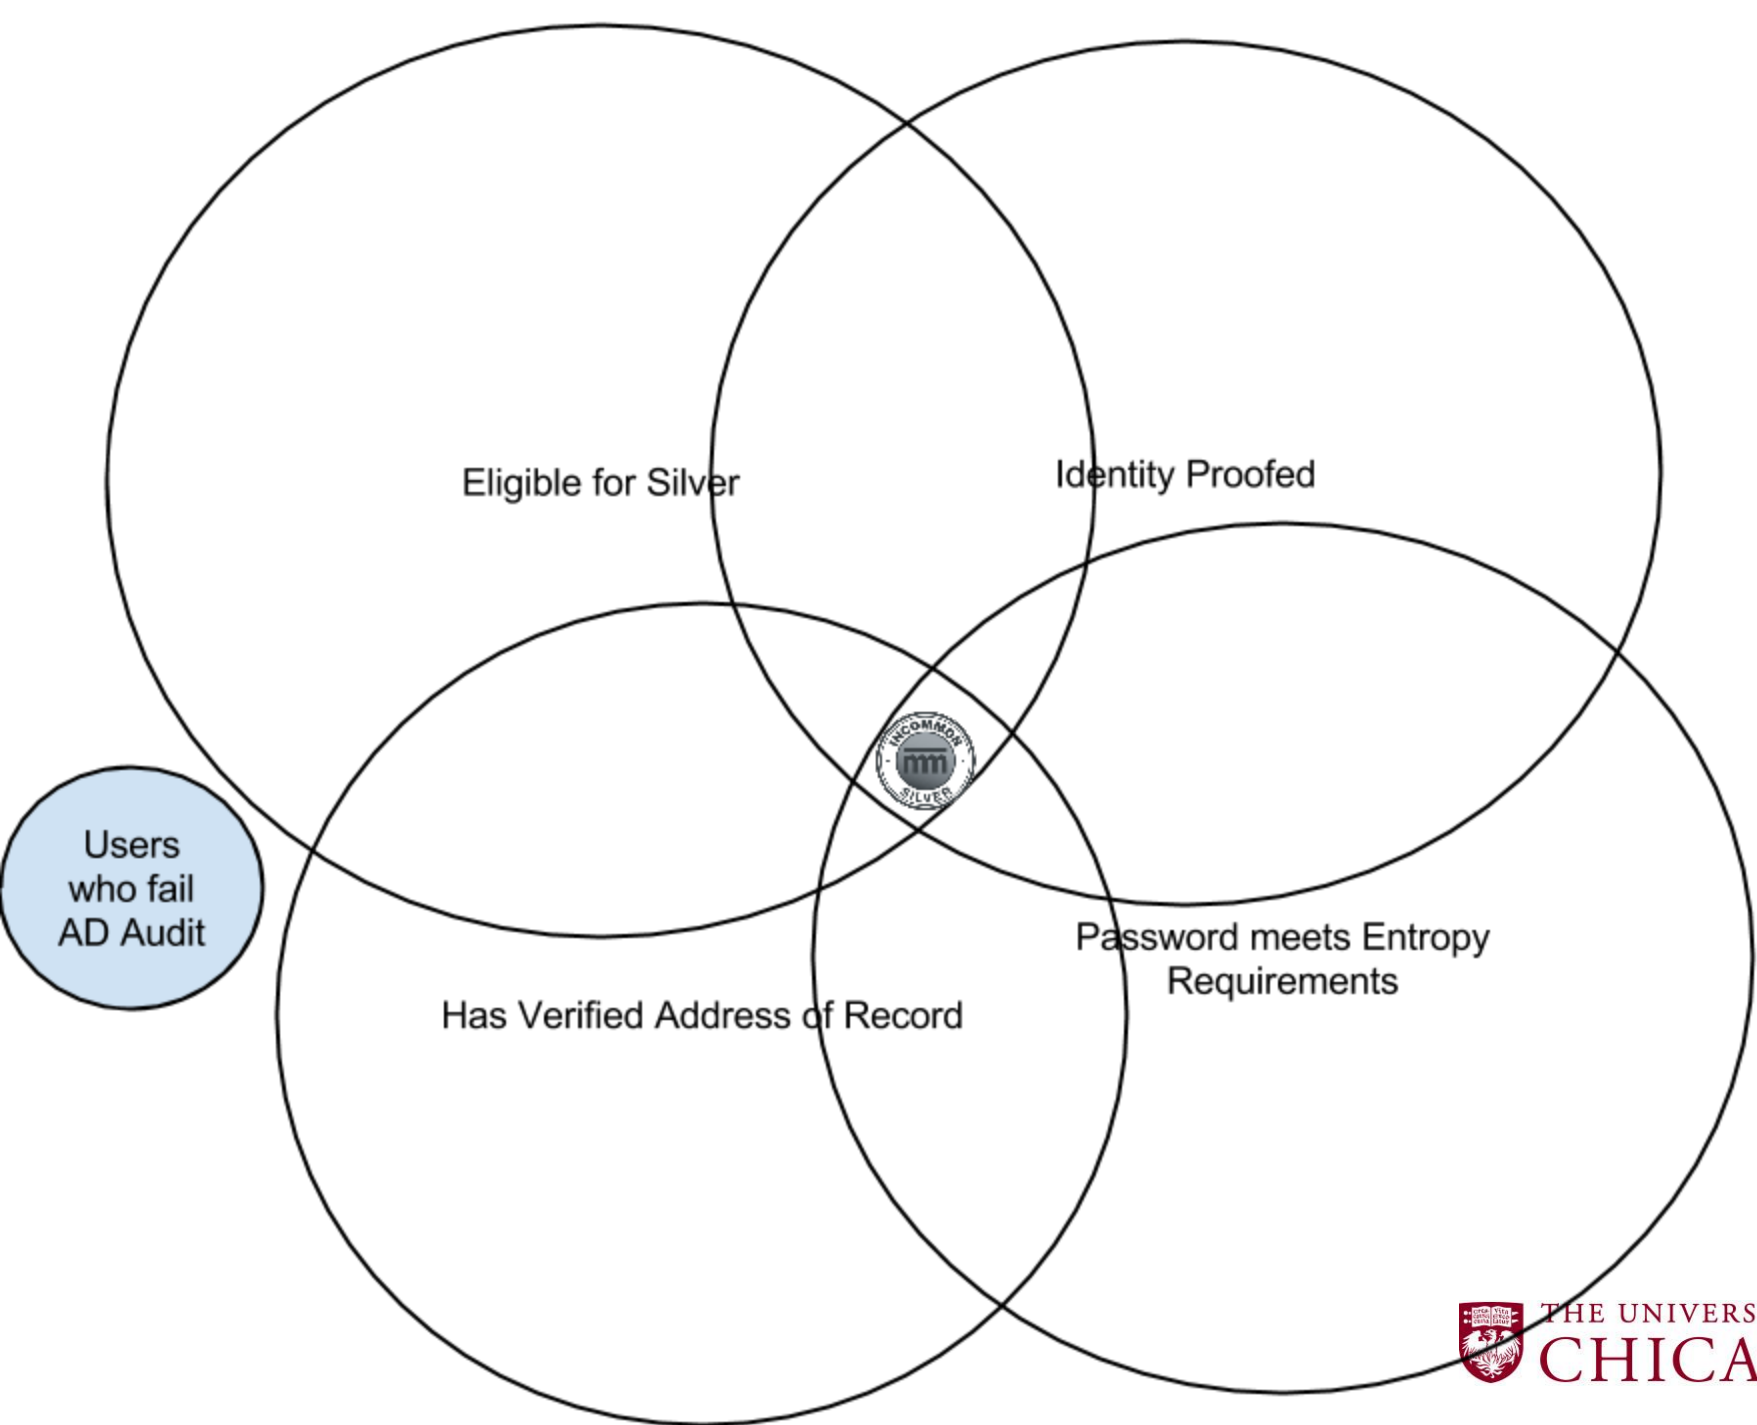 Eligible for Silver
Identity Proofed
INCOMMON
SILVER
Users
who fail
AD Audit
Password meets Entropy
Requirements
Has Verified Address of Record
THE UNIVERS
CHICA